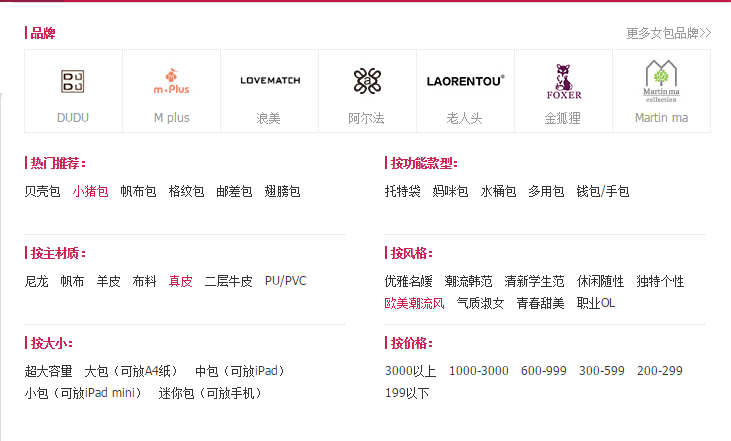 品牌 更多女包品牌>>
DUDU m·Plus LOVEMATCH LAORENTOU® FOXER Martin ma collection
DUDU M plus 浪美 阿尔法 老人头 金狐狸 Martin ma
热门推荐： 按功能款型：
贝壳包 小猪包 帆布包 格纹包 邮差包 翅膀包 托特袋 妈咪包 水桶包 多用包 钱包/手包
按主材质： 按风格：
尼龙 帆布 羊皮 布料 真皮 二层牛皮 PU/PVC 优雅名媛 潮流韩范 清新学生范 休闲随性 独特个性
欧美潮流风 气质淑女 青春甜美 职业OL
按大小： 按价格：
超大容量 大包（可放A4纸） 中包（可放iPad） 3000以上 1000-3000 600-999 300-599 200-299
小包（可放iPad mini） 迷你包（可放手机） 199以下